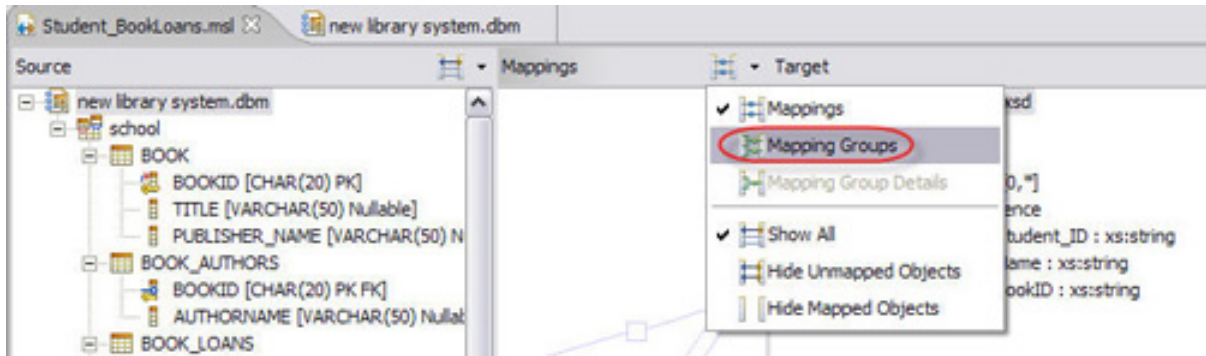 Student_BookLoans.msl new library system.dbm
Source Mappings Target
new library system.dbm
school
BOOK
BOOKID [CHAR(20) PK]
TITLE [VARCHAR(50) Nullable]
PUBLISHER_NAME [VARCHAR(50) N
BOOK_AUTHORS
BOOKID [CHAR(20) PK FK]
AUTHORNAME [VARCHAR(50) Nullab
BOOK_LOANS
Mappings
Mapping Groups
Mapping Group Details
Show All
Hide Unmapped Objects
Hide Mapped Objects
xsd
0,*]
ence
tudent_ID : xs:string
ame : xs:string
ookID : xs:string